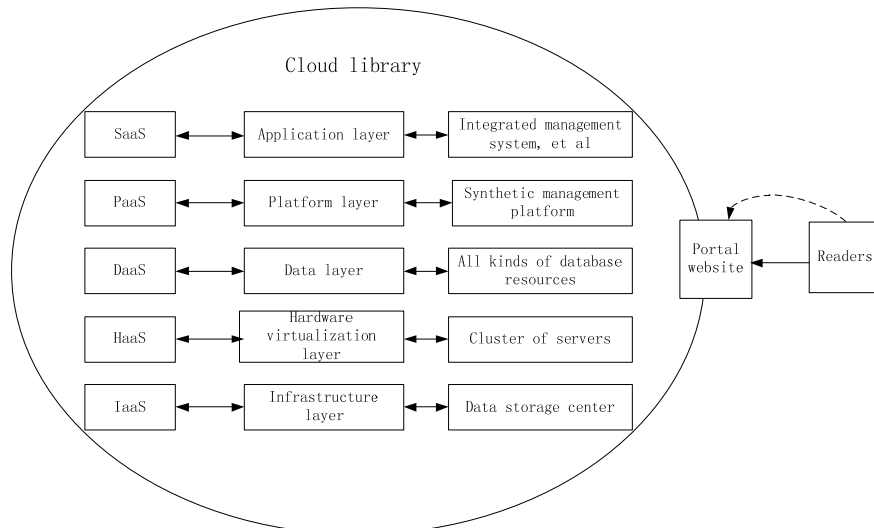 Cloud library
SaaS
Application layer
Integrated management
system, et al
PaaS
Platform layer
Synthetic management
platform
DaaS
Data layer
All kinds of database
resources
HaaS
Hardware
virtualization
layer
Cluster of servers
IaaS
Infrastructure
layer
Data storage center
Portal
website
Readers